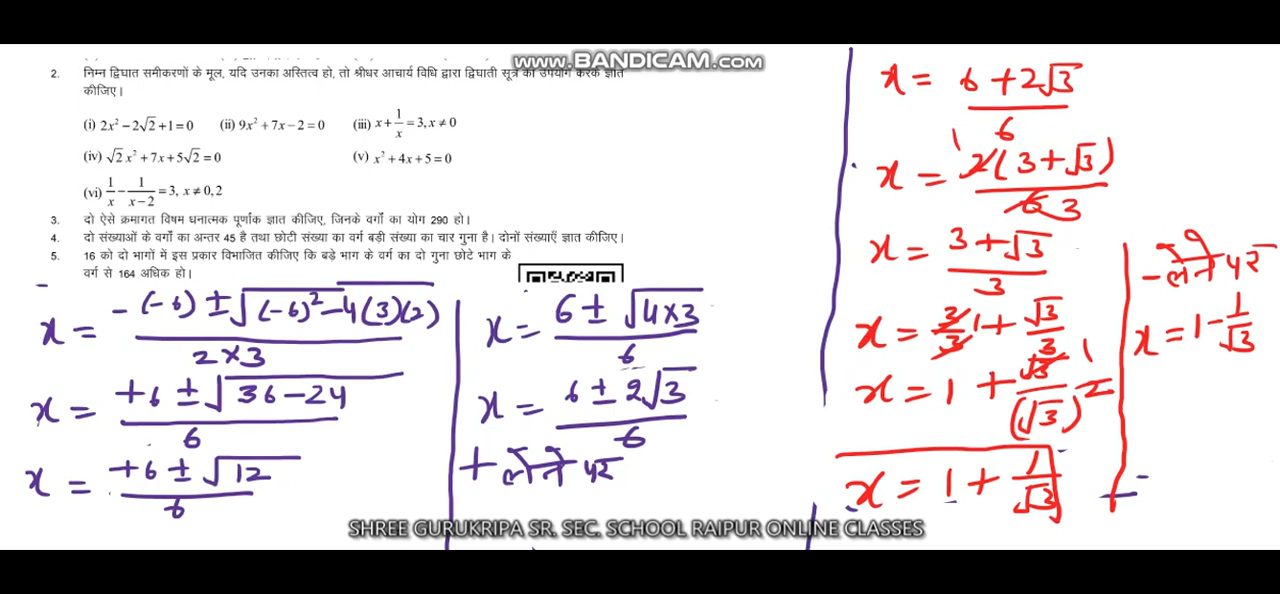 www.BANDICAM.com
2. निम्न द्विघात समीकरणों के मूल, यदि उनका अस्तित्व हो, तो श्रीधर आचार्य विधि द्वारा द्विघाती सूत्र का उपयोग करके ज्ञात
कीजिए।
(i) 2x² − 2√2 + 1 = 0 (ii) 9x² + 7x − 2 = 0 (iii) x + 1/x = 3, x ≠ 0
(iv) √2 x² + 7x + 5√2 = 0 (v) x² + 4x + 5 = 0
(vi) 1/x − 1/(x−2) = 3, x ≠ 0, 2
3. दो ऐसे क्रमागत विषम धनात्मक पूर्णाक ज्ञात कीजिए, जिनके वर्गों का योग 290 हो।
4. दो संख्याओं के वर्गों का अन्तर 45 है तथा छोटी संख्या का वर्ग बड़ी संख्या का चार गुना है। दोनों संख्याएँ ज्ञात कीजिए।
5. 16 को दो भागों में इस प्रकार विभाजित कीजिए कि बड़े भाग के वर्ग का दो गुना छोटे भाग के
वर्ग से 164 अधिक हो।
x = (−(−6) ± √((−6)² − 4(3)(2))) / (2×3)
x = (+6 ± √(36−24)) / 6
x = (+6 ± √12) / 6
x = (6 ± √(4×3)) / 6
x = (6 ± 2√3) / 6
+ लेने पर
x = (6 + 2√3) / 6
x = 2(3 + √3) / 6 1 3
x = (3 + √3) / 3
x = 3/3 1 + √3/3
x = 1 + √3/(√3)² 1
x = 1 + 1/√3
− लेने पर
x = 1 − 1/√3
SHREE GURUKRIPA SR. SEC. SCHOOL RAIPUR ONLINE CLASSES